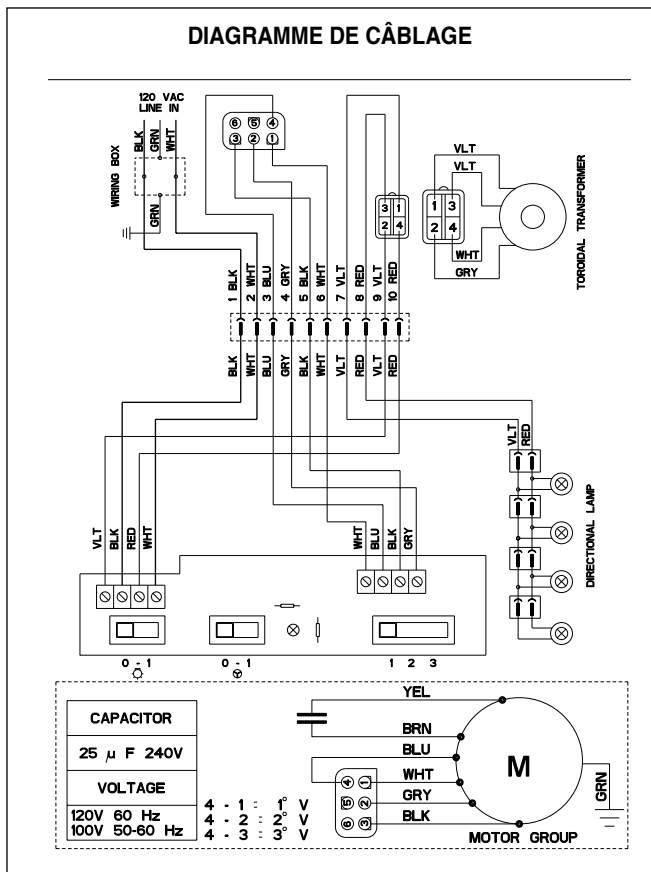 DIAGRAMME DE CÂBLAGE
120 VAC
LINE IN
BLK
GRN
WHT
WIRING BOX
GRN
6 5 4
3 2 1
3 1
2 4
VLT
VLT
1 3
2 4
WHT
GRY
TOROIDAL TRANSFORMER
1 BLK
2 WHT
3 BLU
4 GRY
5 BLK
6 WHT
7 VLT
8 RED
9 VLT
10 RED
BLK
WHT
BLU
GRY
BLK
WHT
VLT
RED
VLT
RED
VLT
RED
DIRECTIONAL LAMP
VLT
BLK
RED
WHT
WHT
BLU
BLK
GRY
0 - 1
0 - 1
1 2 3
CAPACITOR
25 µ F 240V
VOLTAGE
120V 60 Hz
100V 50-60 Hz
4 - 1 = 1° V
4 - 2 = 2° V
4 - 3 = 3° V
YEL
BRN
BLU
WHT
GRY
BLK
4 1
5 2
6 3
M
GRN
MOTOR GROUP